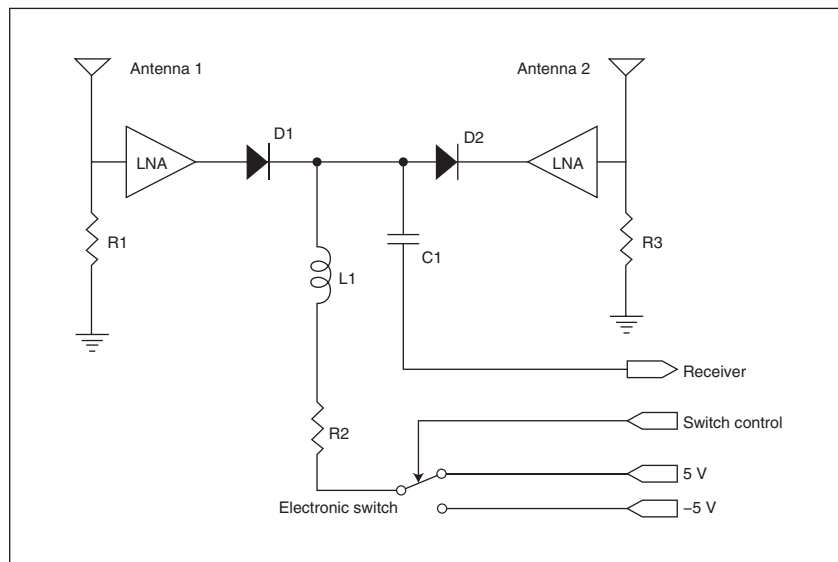 Antenna 1
Antenna 2
D1
D2
LNA
LNA
R1
L1
C1
R3
Receiver
R2
Switch control
5 V
Electronic switch
–5 V